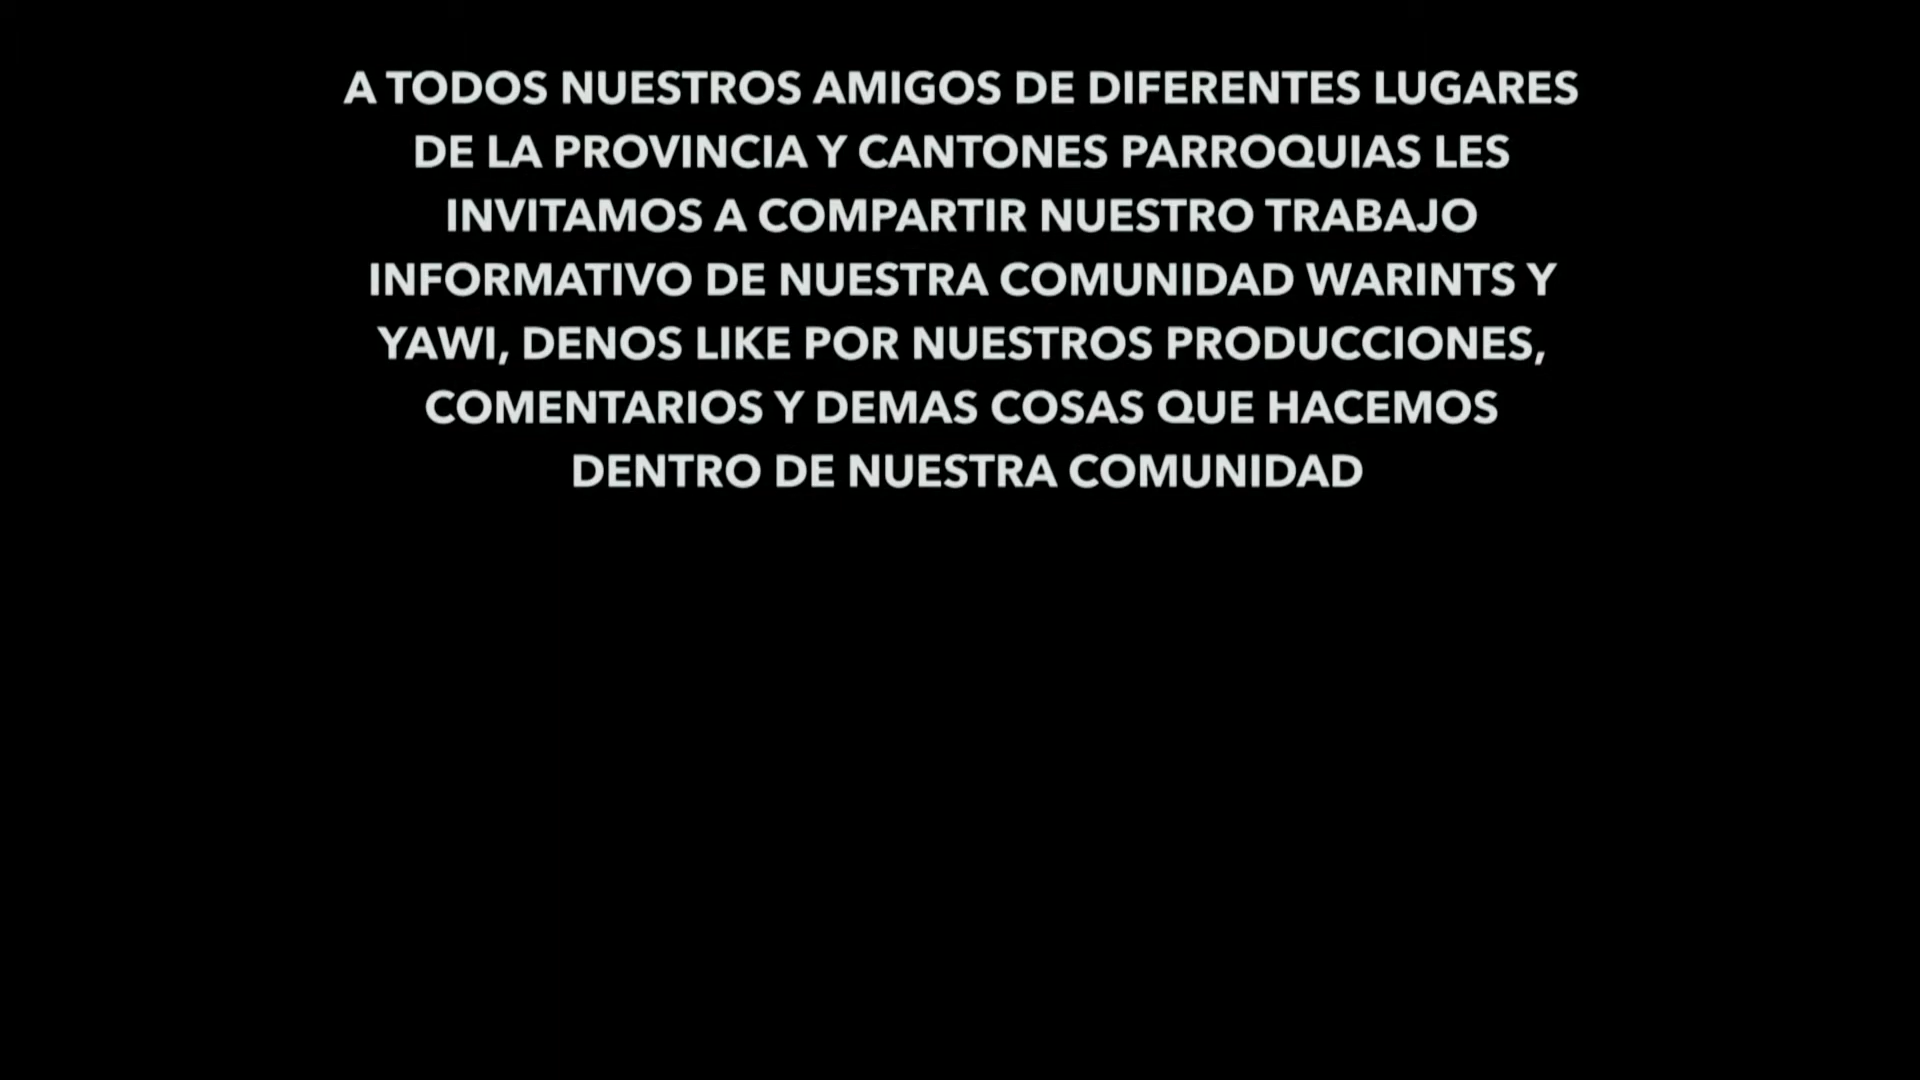 A TODOS NUESTROS AMIGOS DE DIFERENTES LUGARES
DE LA PROVINCIA Y CANTONES PARROQUIAS LES
INVITAMOS A COMPARTIR NUESTRO TRABAJO
INFORMATIVO DE NUESTRA COMUNIDAD WARINTS Y
YAWI, DENOS LIKE POR NUESTROS PRODUCCIONES,
COMENTARIOS Y DEMAS COSAS QUE HACEMOS
DENTRO DE NUESTRA COMUNIDAD